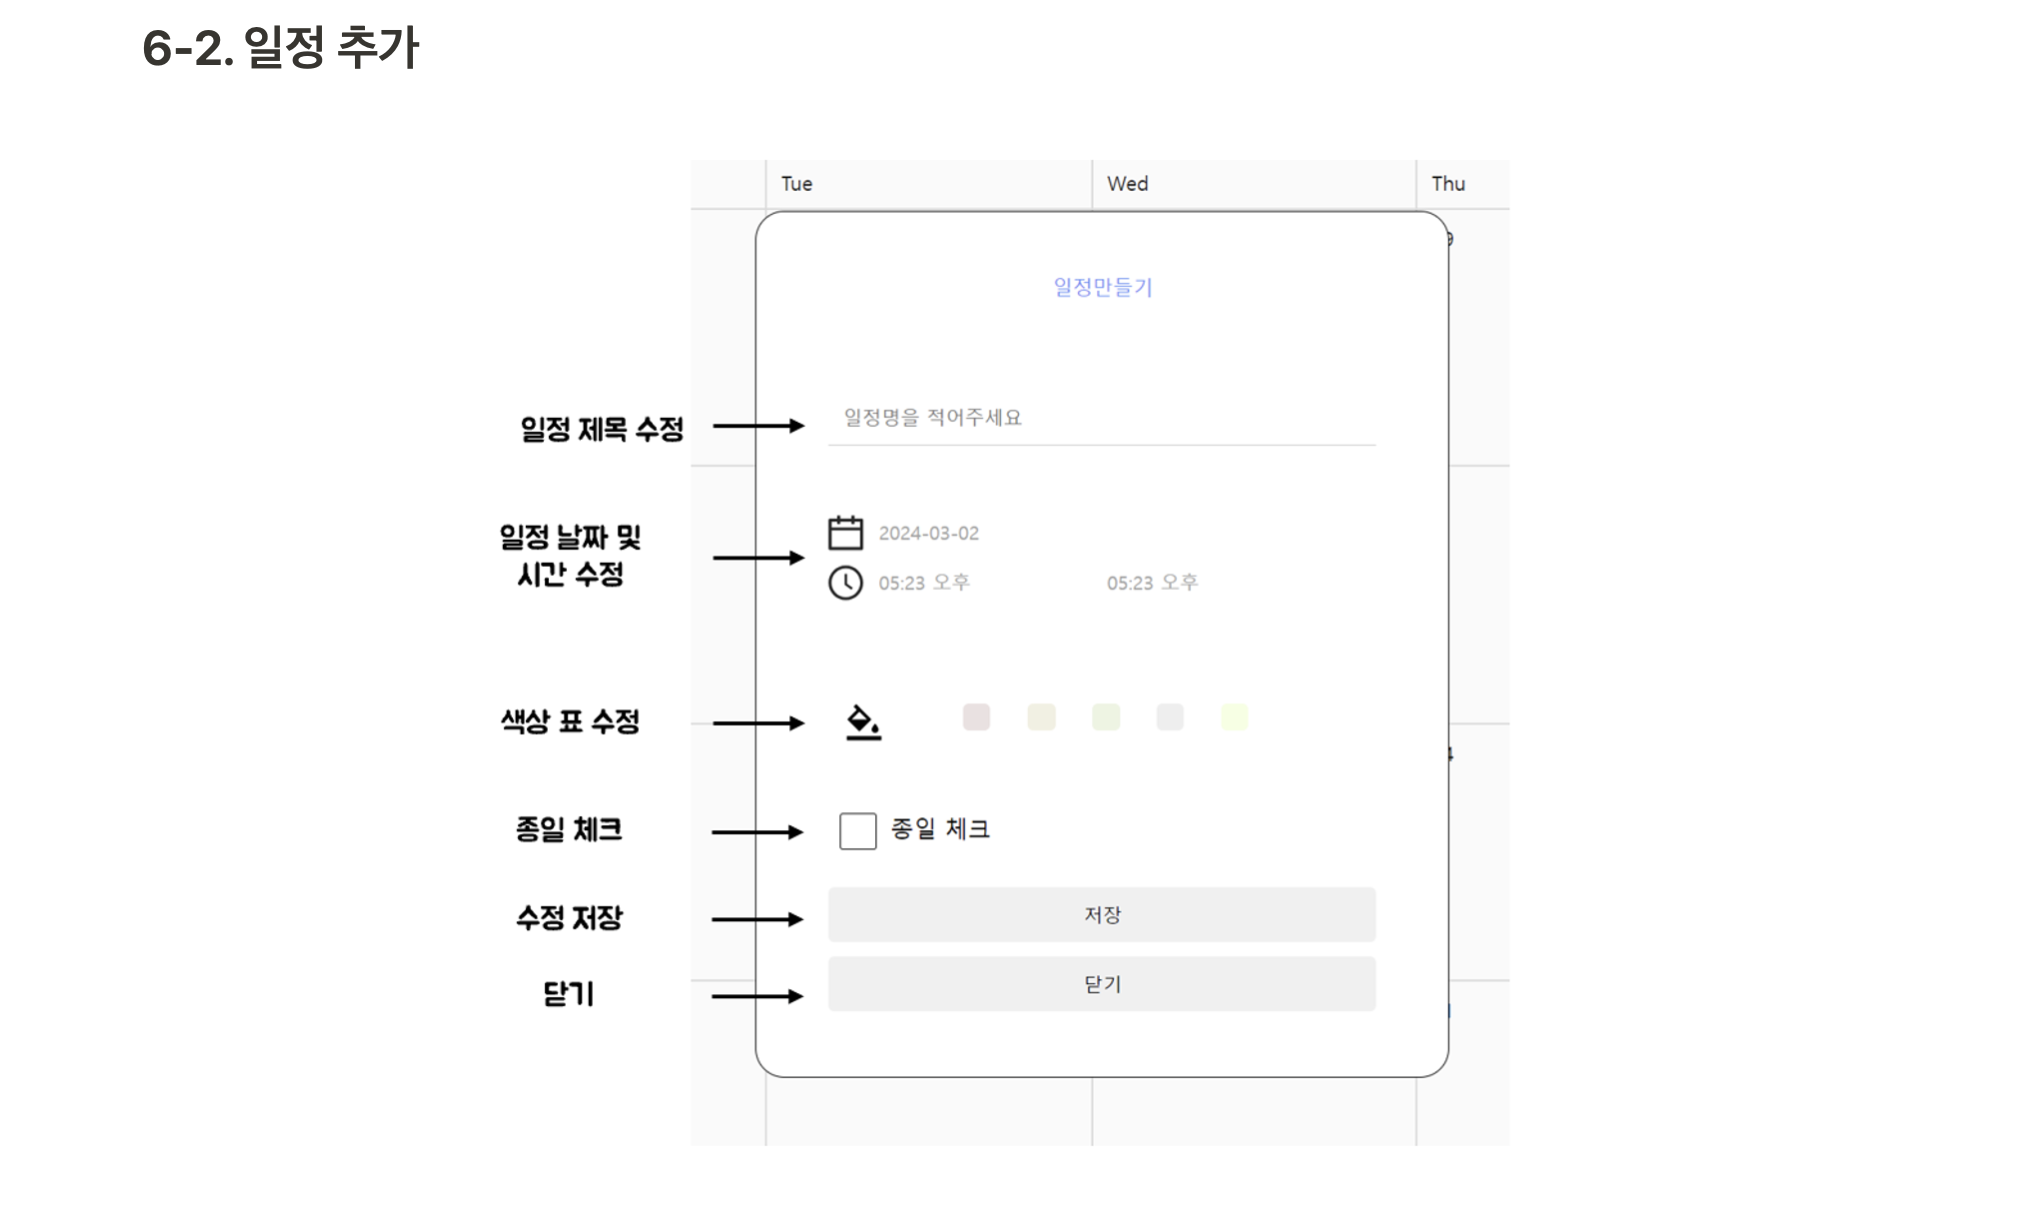 6-2. 일정 추가
Tue
Wed
Thu
9
일정만들기
일정 제목 수정
일정명을 적어주세요
일정 날짜 및
시간 수정
2024-03-02
05:23 오후
05:23 오후
색상 표 수정
4
종일 체크
종일 체크
수정 저장
저장
닫기
닫기